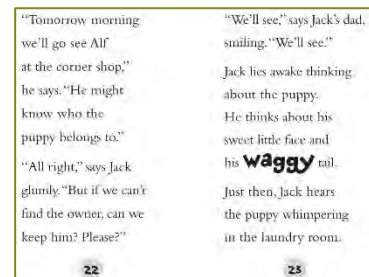 “Tomorrow morning
we’ll go see Alf
at the corner shop,”
he says. “He might
know who the
puppy belongs to.”
“All right,” says Jack
glumly. “But if we can’t
find the owner, can we
keep him? Please?”
22
“We’ll see,” says Jack’s dad,
smiling. “We’ll see.”
Jack lies awake thinking
about the puppy.
He thinks about his
sweet little face and
his waggy tail.
Just then, Jack hears
the puppy whimpering
in the laundry room.
23